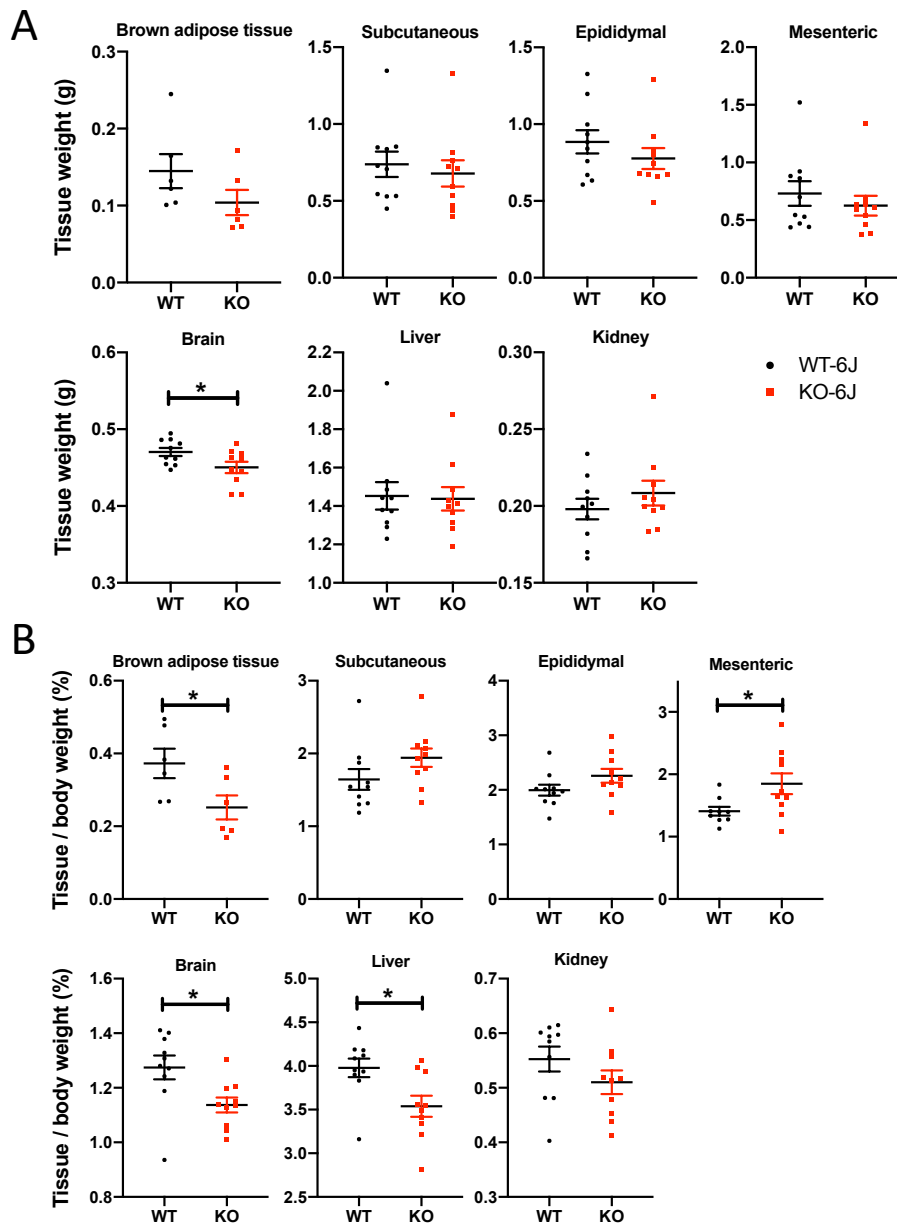 A
Brown adipose tissue
Subcutaneous
Epididymal
Mesenteric
Tissue weight (g)
0.3
0.2
0.1
0.0
WT KO
1.5
1.0
0.5
0.0
WT KO
1.5
1.0
0.5
0.0
WT KO
2.0
1.5
1.0
0.5
0.0
WT KO
Brain
Liver
Kidney
Tissue weight (g)
0.6
0.5
0.4
0.3
*
WT KO
2.2
2.0
1.8
1.6
1.4
1.2
1.0
WT KO
0.30
0.25
0.20
0.15
WT KO
WT-6J
KO-6J
B
Brown adipose tissue
Subcutaneous
Epididymal
Mesenteric
Tissue / body weight (%)
0.6
0.4
0.2
0.0
*
WT KO
3
2
1
0
WT KO
4
3
2
1
0
WT KO
3
2
1
0
*
WT KO
Brain
Liver
Kidney
Tissue / body weight (%)
1.6
1.4
1.2
1.0
0.8
*
WT KO
5.0
4.5
4.0
3.5
3.0
2.5
*
WT KO
0.7
0.6
0.5
0.4
0.3
WT KO